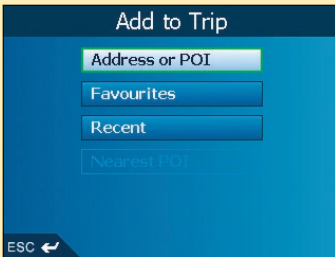 Add to Trip
Address or POI
Favourites
Recent
Nearest POI
ESC